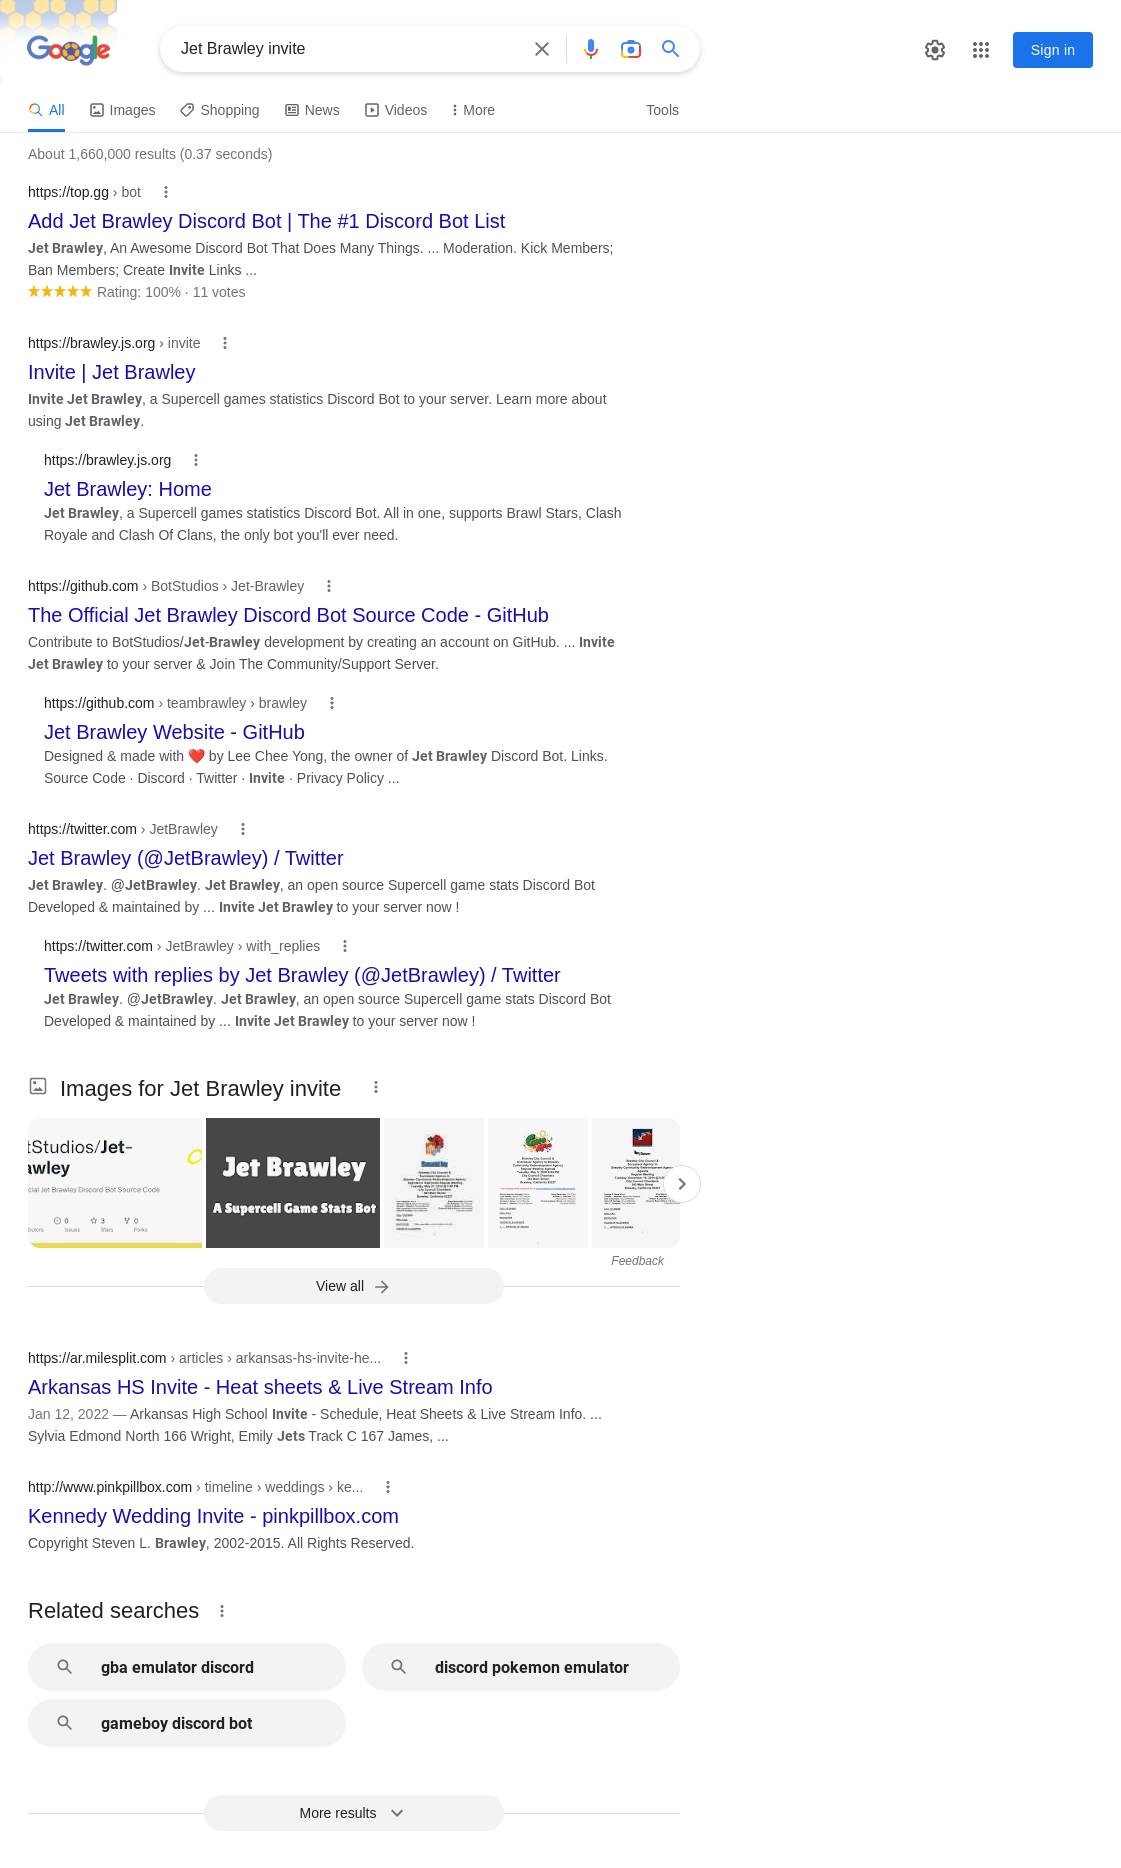 Google
Jet Brawley invite
Sign in
All
Images
Shopping
News
Videos
More
Tools
About 1,660,000 results (0.37 seconds)
https://top.gg › bot
Add Jet Brawley Discord Bot | The #1 Discord Bot List
Jet Brawley, An Awesome Discord Bot That Does Many Things. ... Moderation. Kick Members;
Ban Members; Create Invite Links ...
Rating: 100% · 11 votes
https://brawley.js.org › invite
Invite | Jet Brawley
Invite Jet Brawley, a Supercell games statistics Discord Bot to your server. Learn more about
using Jet Brawley.
https://brawley.js.org
Jet Brawley: Home
Jet Brawley, a Supercell games statistics Discord Bot. All in one, supports Brawl Stars, Clash
Royale and Clash Of Clans, the only bot you'll ever need.
https://github.com › BotStudios › Jet-Brawley
The Official Jet Brawley Discord Bot Source Code - GitHub
Contribute to BotStudios/Jet-Brawley development by creating an account on GitHub. ... Invite
Jet Brawley to your server & Join The Community/Support Server.
https://github.com › teambrawley › brawley
Jet Brawley Website - GitHub
Designed & made with ❤️ by Lee Chee Yong, the owner of Jet Brawley Discord Bot. Links.
Source Code · Discord · Twitter · Invite · Privacy Policy ...
https://twitter.com › JetBrawley
Jet Brawley (@JetBrawley) / Twitter
Jet Brawley. @JetBrawley. Jet Brawley, an open source Supercell game stats Discord Bot
Developed & maintained by ... Invite Jet Brawley to your server now !
https://twitter.com › JetBrawley › with_replies
Tweets with replies by Jet Brawley (@JetBrawley) / Twitter
Jet Brawley. @JetBrawley. Jet Brawley, an open source Supercell game stats Discord Bot
Developed & maintained by ... Invite Jet Brawley to your server now !
Images for Jet Brawley invite
tStudios/Jet-
awley
cial Jet Brawley Discord Bot Source Code
0
3
0
Issues
Stars
Forks
Jet Brawley
A Supercell Game Stats Bot
Feedback
View all
https://ar.milesplit.com › articles › arkansas-hs-invite-he...
Arkansas HS Invite - Heat sheets & Live Stream Info
Jan 12, 2022 — Arkansas High School Invite - Schedule, Heat Sheets & Live Stream Info. ...
Sylvia Edmond North 166 Wright, Emily Jets Track C 167 James, ...
http://www.pinkpillbox.com › timeline › weddings › ke...
Kennedy Wedding Invite - pinkpillbox.com
Copyright Steven L. Brawley, 2002-2015. All Rights Reserved.
Related searches
gba emulator discord
discord pokemon emulator
gameboy discord bot
More results